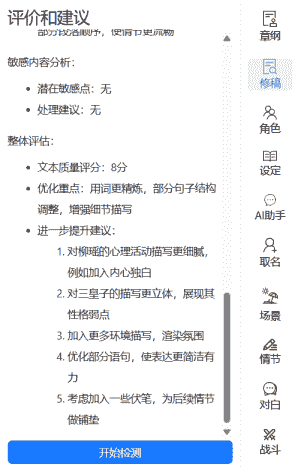 评价和建议
部分段落顺序，使情节更流畅
敏感内容分析：
潜在敏感点：无
处理建议：无
整体评估：
文本质量评分：8分
优化重点：用词更精炼，部分句子结构
调整，增强细节描写
进一步提升建议：
1. 对柳瑶的心理活动描写更细腻，
例如加入内心独白
2. 对三皇子的描写更立体，展现其
性格弱点
3. 加入更多环境描写，渲染氛围
4. 优化部分语句，使表达更简洁有
力
5. 考虑加入一些伏笔，为后续情节
做铺垫
开始检测
章纲
修稿
角色
设定
AI助手
取名
场景
情节
对白
战斗